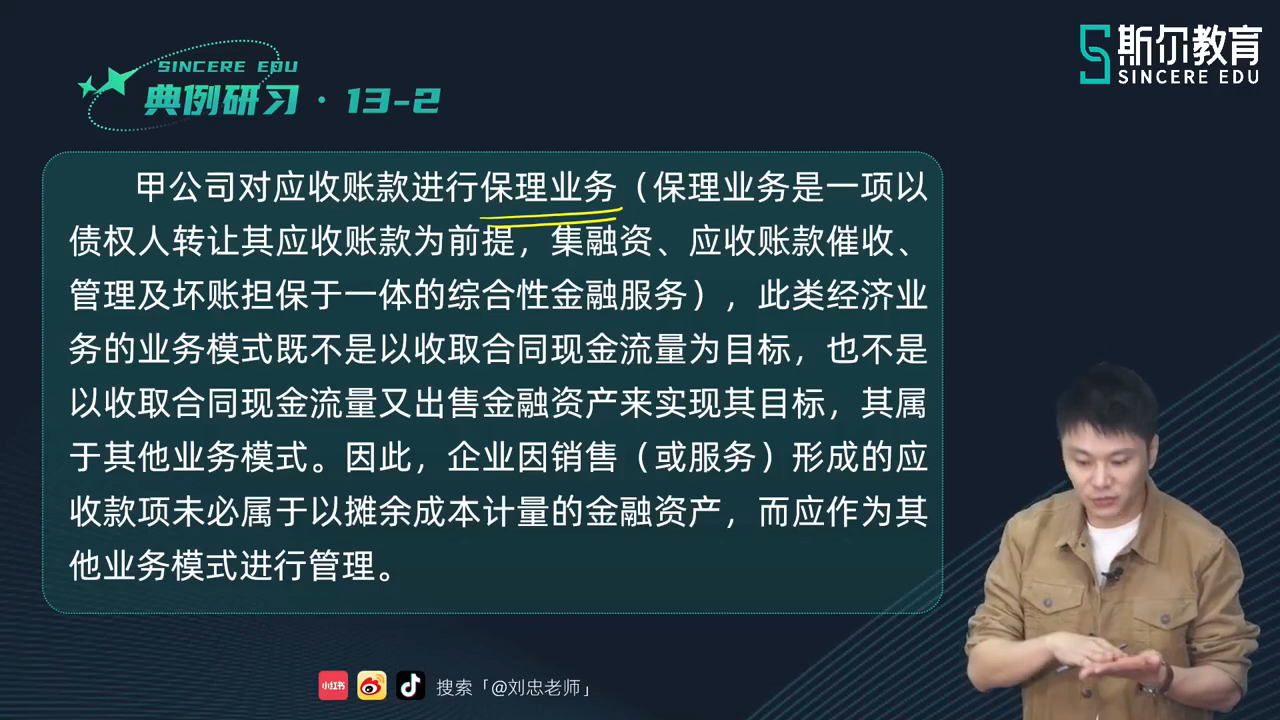 SINCERE EDU
典例研习·13-2
斯尔教育
SINCERE EDU
甲公司对应收账款进行保理业务（保理业务是一项以
债权人转让其应收账款为前提，集融资、应收账款催收、
管理及坏账担保于一体的综合性金融服务），此类经济业
务的业务模式既不是以收取合同现金流量为目标，也不是
以收取合同现金流量又出售金融资产来实现其目标，其属
于其他业务模式。因此，企业因销售（或服务）形成的应
收款项未必属于以摊余成本计量的金融资产，而应作为其
他业务模式进行管理。
小红书
搜索「@刘忠老师」